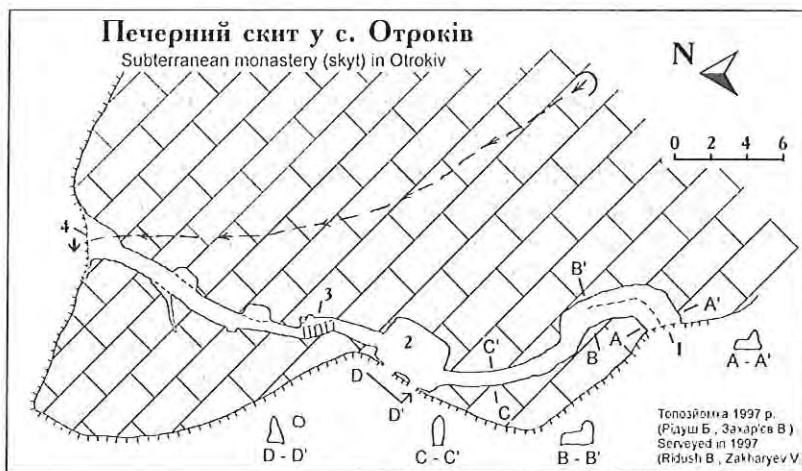 Печерний скит у с. Отроків
Subterranean monastery (skyt) in Otrokiv
N
0 2 4 6
4
3
2
B'
A'
C'
B
A
1
D
D'
C
A - A'
D - D'
C - C'
B - B'
Топозйомка 1997 р.
(Рідуш Б., Захар'єв В.)
Surveyed in 1997
(Ridush B., Zakharyev V.